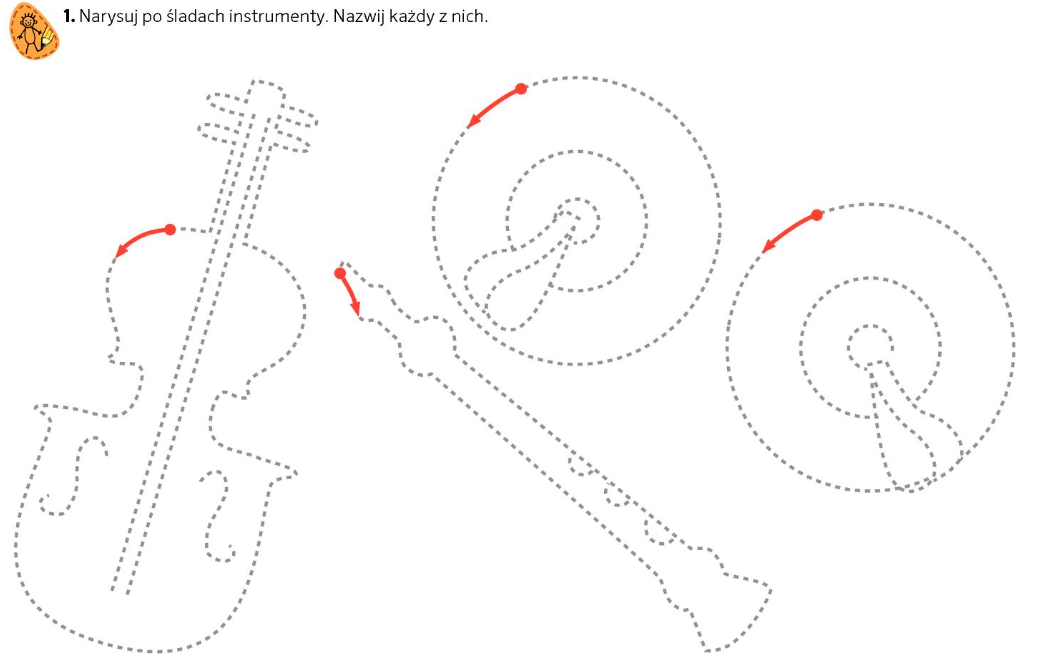 1. Narysuj po śladach instrumenty. Nazwij każdy z nich.